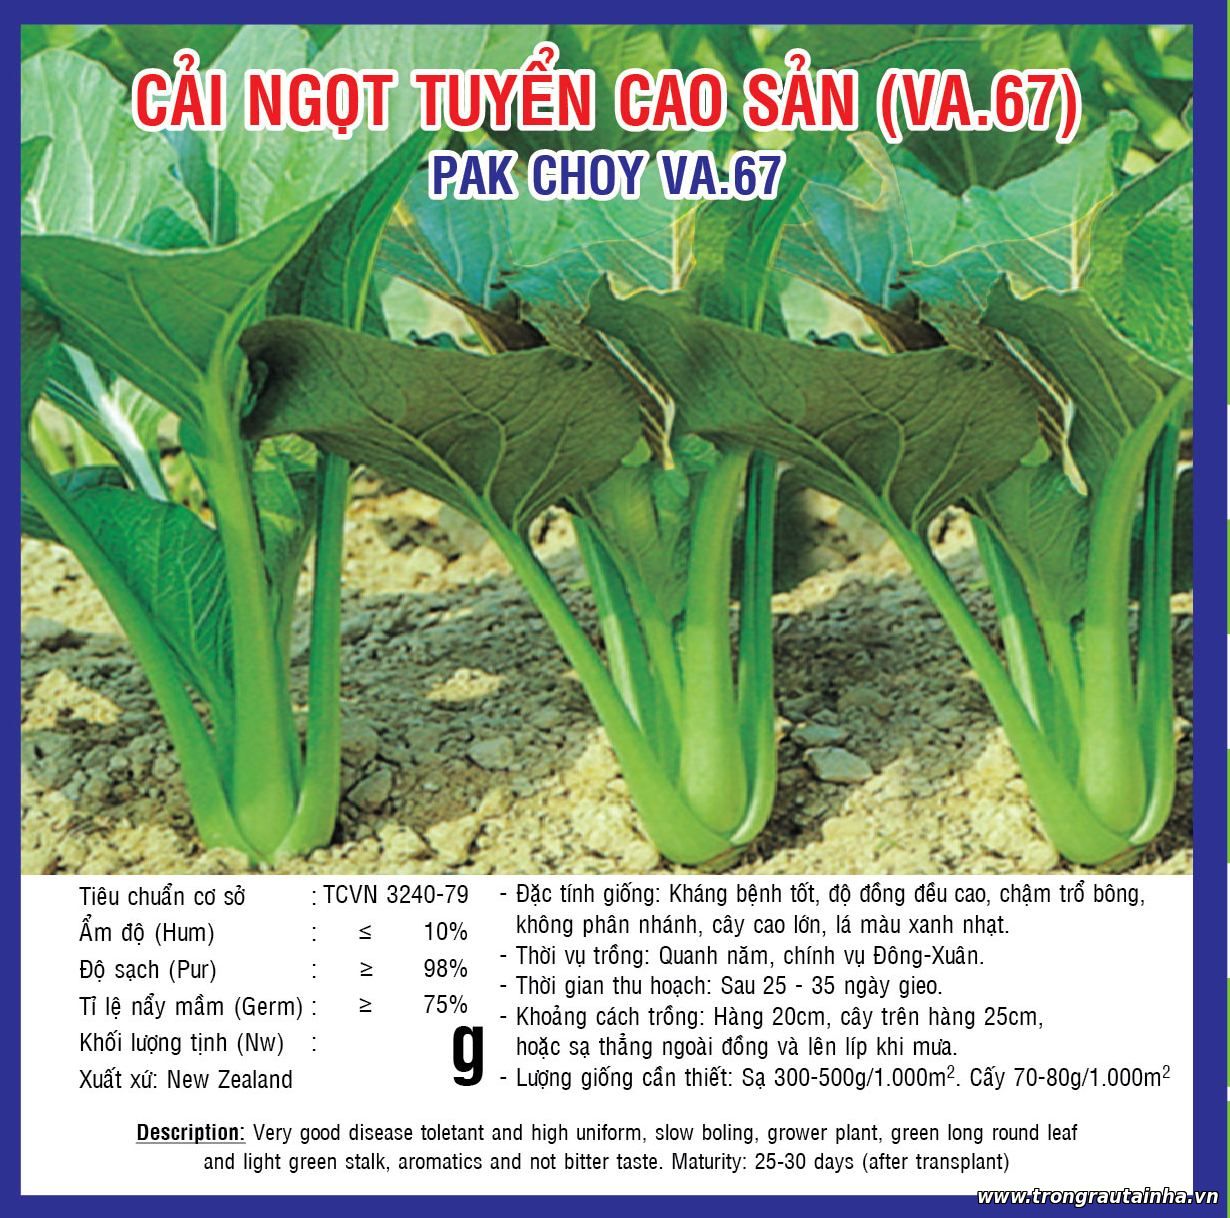 CẢI NGỌT TUYỂN CAO SẢN (VA.67)
PAK CHOY VA.67
Tiêu chuẩn cơ sở : TCVN 3240-79
Ẩm độ (Hum) : ≤ 10%
Độ sạch (Pur) : ≥ 98%
Tỉ lệ nẩy mầm (Germ) : ≥ 75%
Khối lượng tịnh (Nw) : g
Xuất xứ: New Zealand
- Đặc tính giống: Kháng bệnh tốt, độ đồng đều cao, chậm trổ bông,
không phân nhánh, cây cao lớn, lá màu xanh nhạt.
- Thời vụ trồng: Quanh năm, chính vụ Đông-Xuân.
- Thời gian thu hoạch: Sau 25 - 35 ngày gieo.
- Khoảng cách trồng: Hàng 20cm, cây trên hàng 25cm,
hoặc sạ thẳng ngoài đồng và lên líp khi mưa.
- Lượng giống cần thiết: Sạ 300-500g/1.000m². Cấy 70-80g/1.000m²
Description: Very good disease toletant and high uniform, slow boling, grower plant, green long round leaf
and light green stalk, aromatics and not bitter taste. Maturity: 25-30 days (after transplant)
www.trongrautainha.vn